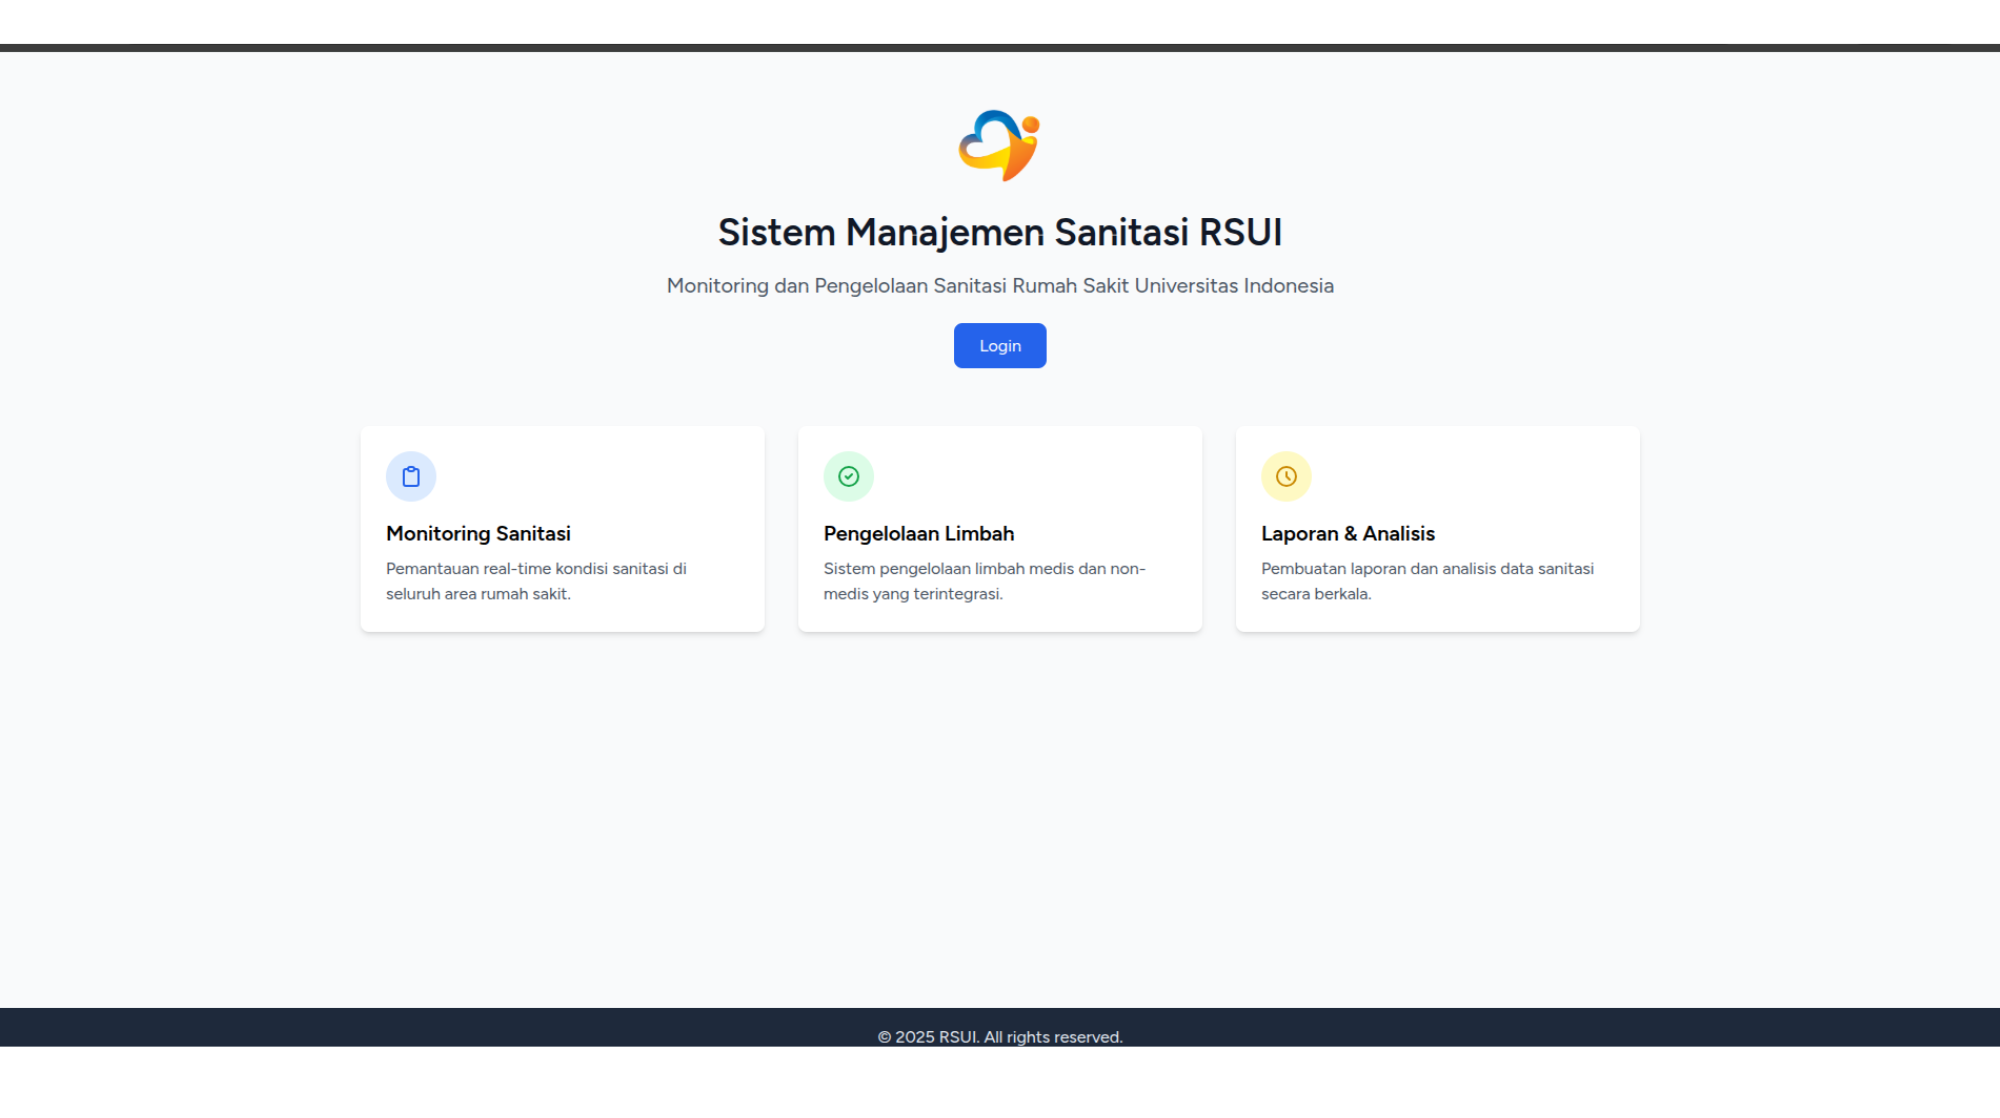 Sistem Manajemen Sanitasi RSUI
Monitoring dan Pengelolaan Sanitasi Rumah Sakit Universitas Indonesia
Login
Monitoring Sanitasi
Pemantauan real-time kondisi sanitasi di
seluruh area rumah sakit.
Pengelolaan Limbah
Sistem pengelolaan limbah medis dan non-
medis yang terintegrasi.
Laporan & Analisis
Pembuatan laporan dan analisis data sanitasi
secara berkala.
© 2025 RSUI. All rights reserved.